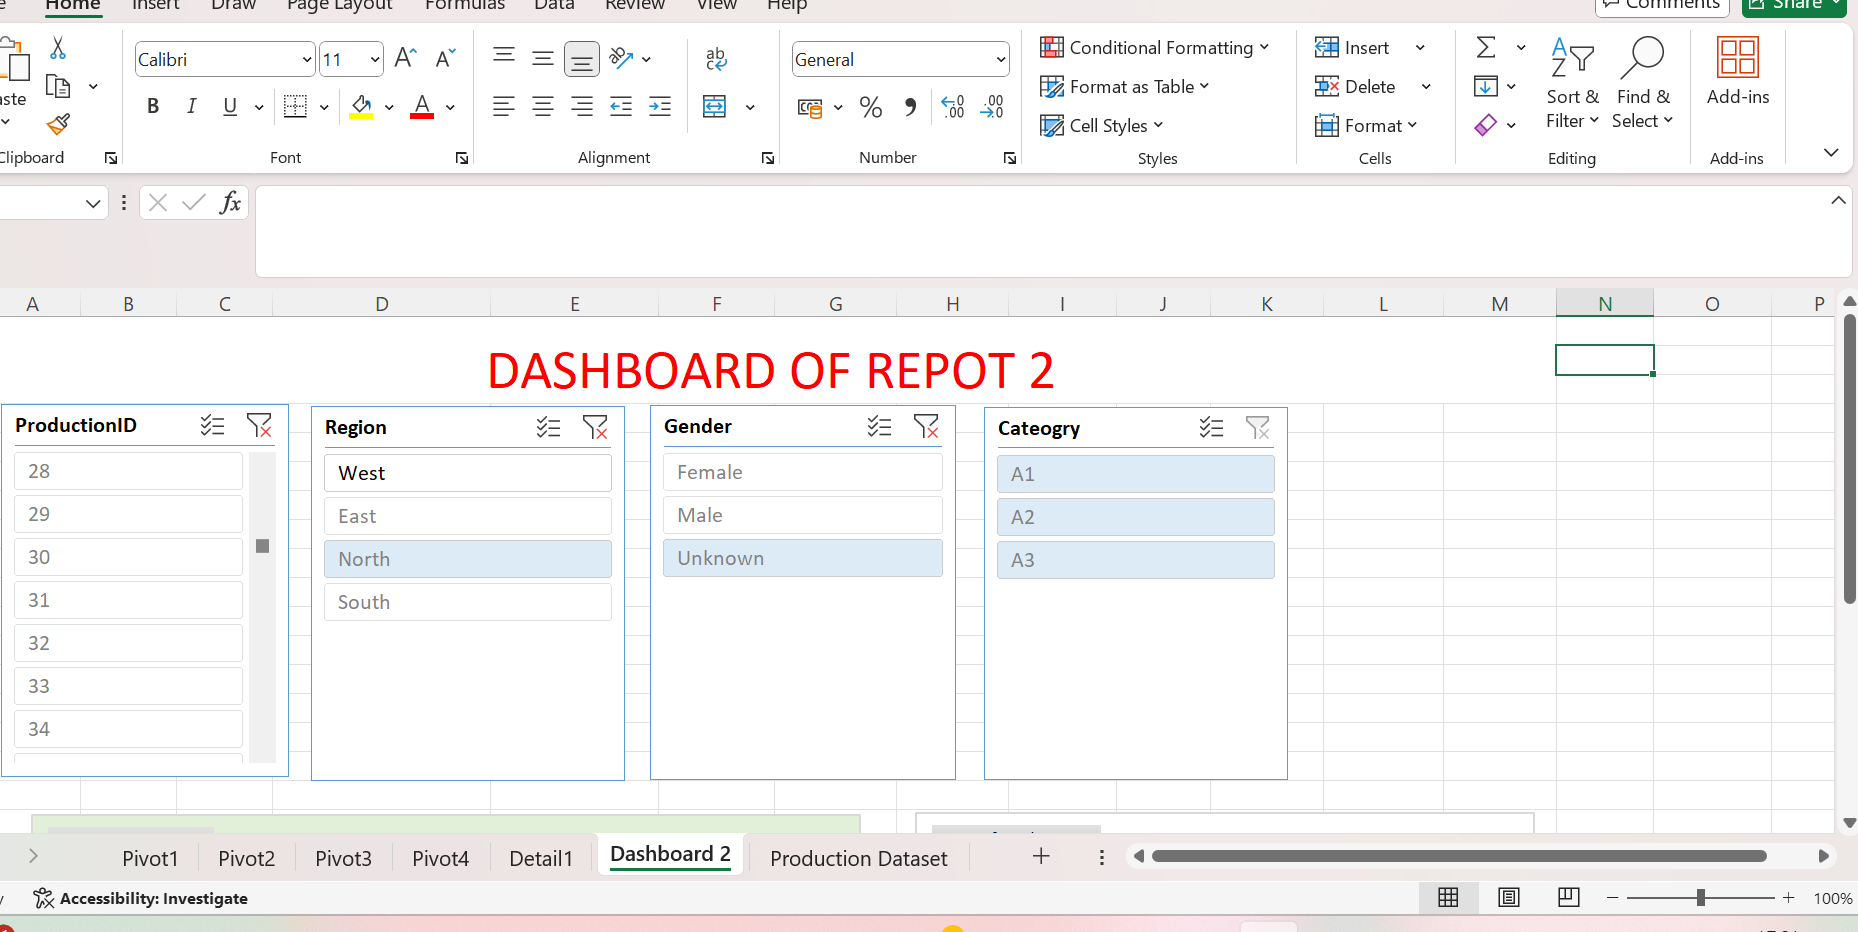 Home Insert Draw Page Layout Formulas Data Review View Help Comments Share
aste
Clipboard
Calibri 11
B I U A
Font
ab
Alignment
General
% .00 .00
Number
Conditional Formatting
Format as Table
Cell Styles
Styles
Insert
Delete
Format
Cells
Sort &
Filter
Find &
Select
Editing
Add-ins
Add-ins
fx
A B C D E F G H I J K L M N O P
DASHBOARD OF REPOT 2
ProductionID
28
29
30
31
32
33
34
Region
West
East
North
South
Gender
Female
Male
Unknown
Cateogry
A1
A2
A3
Pivot1 Pivot2 Pivot3 Pivot4 Detail1 Dashboard 2 Production Dataset
Accessibility: Investigate
100%